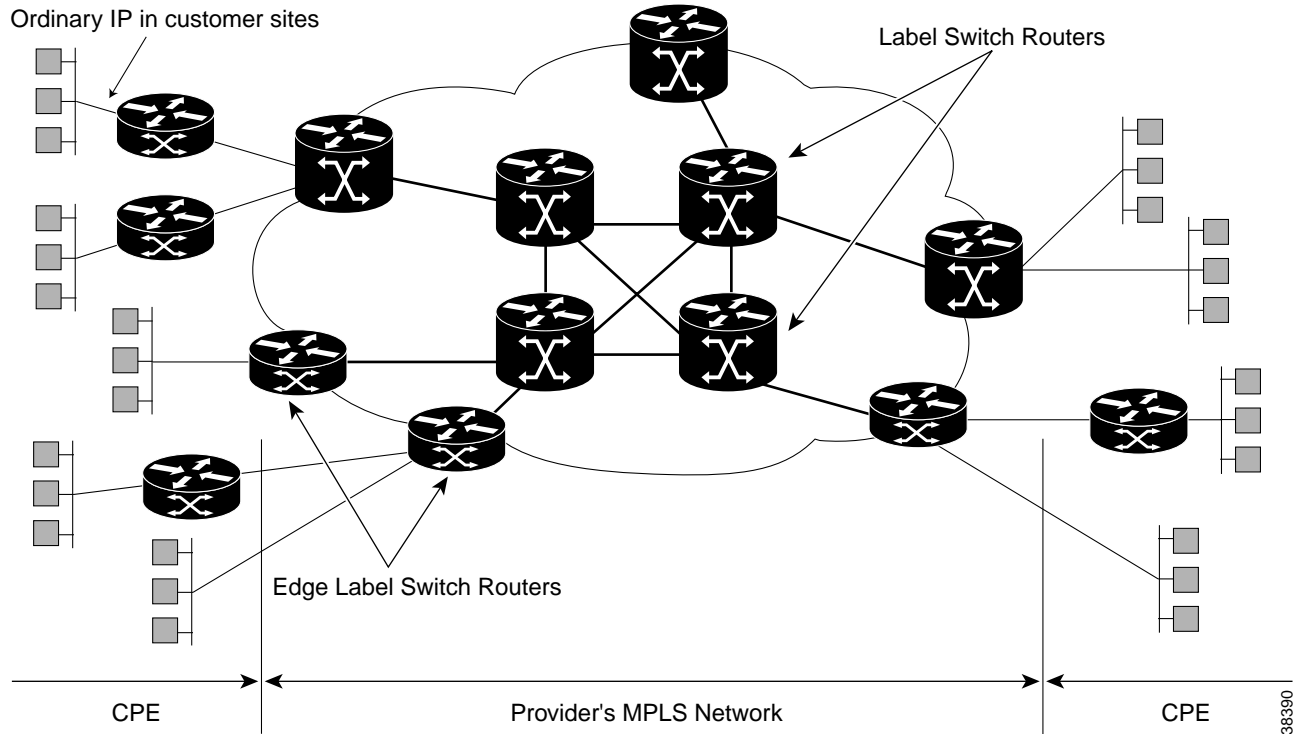 Ordinary IP in customer sites
Label Switch Routers
Edge Label Switch Routers
CPE
Provider's MPLS Network
CPE
38390